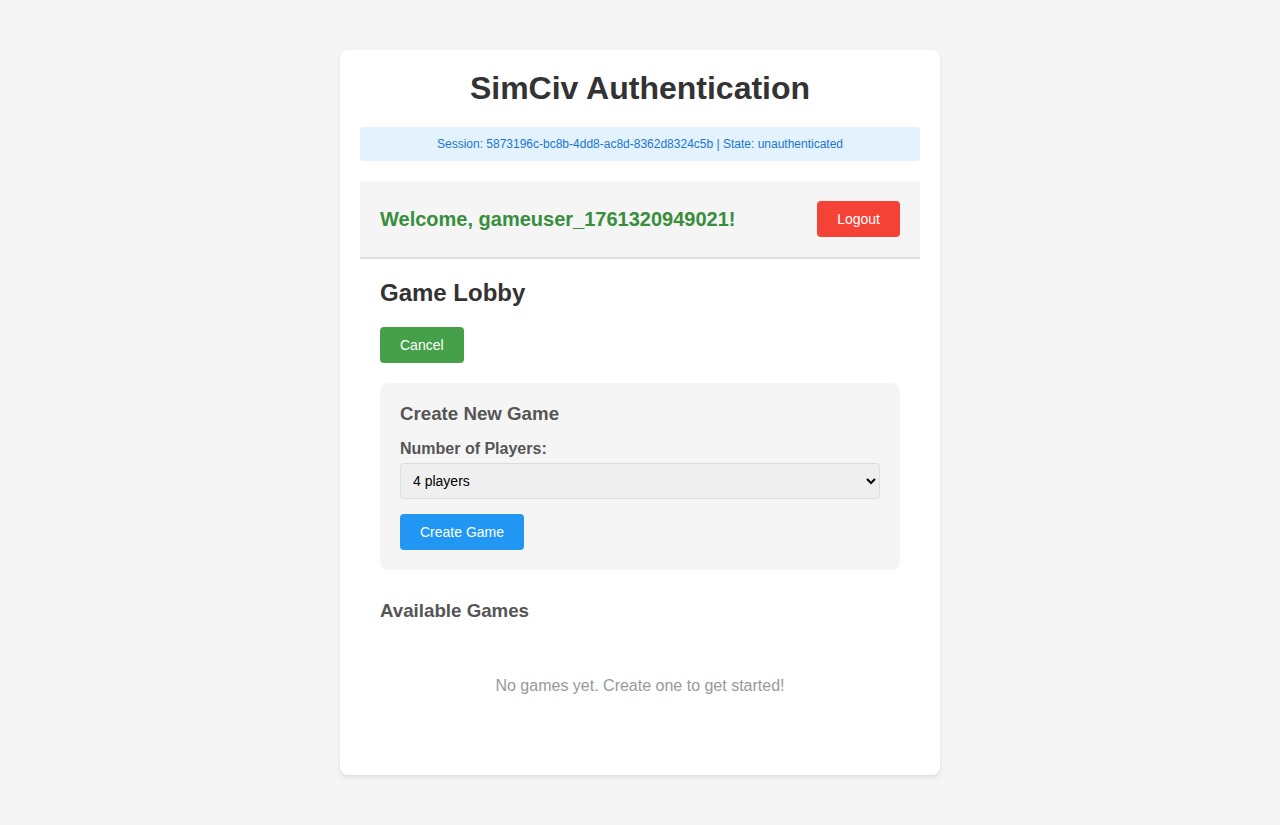 SimCiv Authentication
Session: 5873196c-bc8b-4dd8-ac8d-8362d8324c5b | State: unauthenticated
Welcome, gameuser_1761320949021!
Logout
Game Lobby
Cancel
Create New Game
Number of Players:
4 players
Create Game
Available Games
No games yet. Create one to get started!